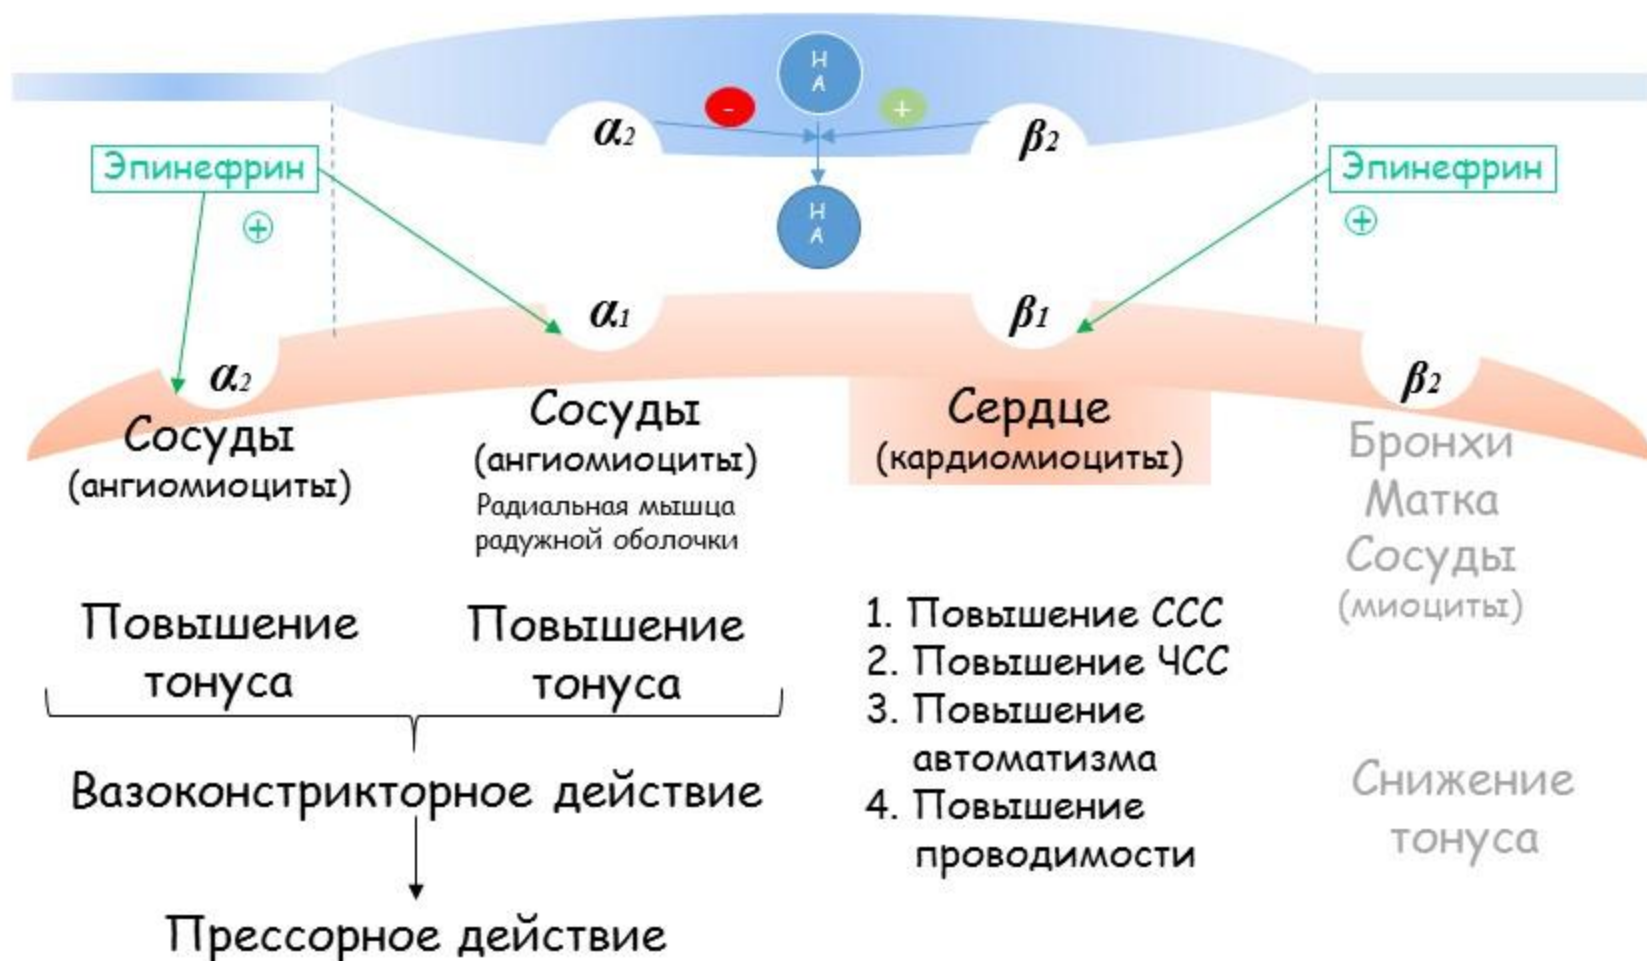 Н
А
-
+
α2
β2
Эпинефрин
+
Эпинефрин
+
Н
А
α1
β1
α2
β2
Сосуды
(ангиомиоциты)
Сосуды
(ангиомиоциты)
Радиальная мышца
радужной оболочки
Сердце
(кардиомиоциты)
Бронхи
Матка
Сосуды
(миоциты)
Повышение
тонуса
Повышение
тонуса
1. Повышение ССС
2. Повышение ЧСС
3. Повышение
автоматизма
4. Повышение
проводимости
Снижение
тонуса
Вазоконстрикторное действие
Прессорное действие